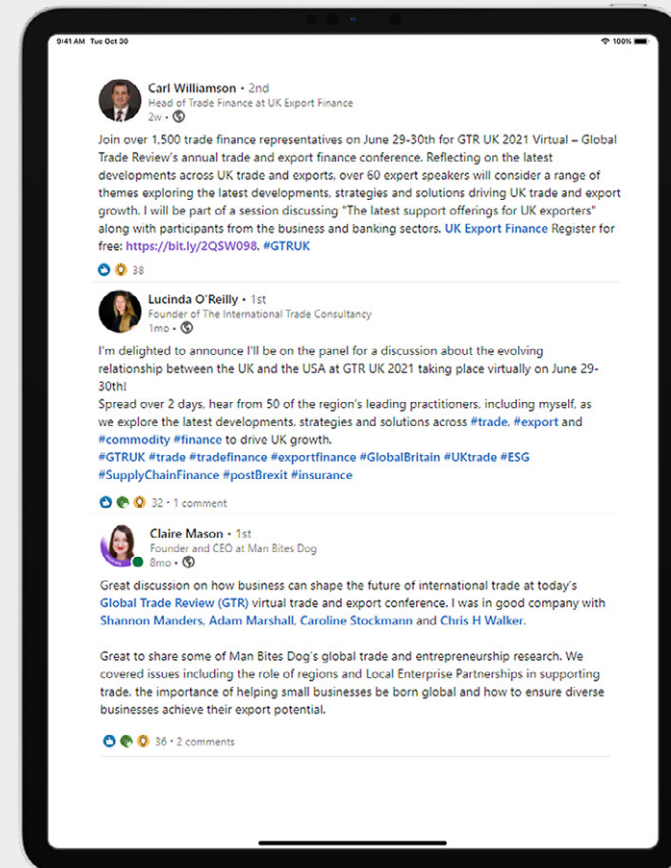 9:41 AM Tue Oct 30
100%
Carl Williamson • 2nd
Head of Trade Finance at UK Export Finance
2w •
Join over 1,500 trade finance representatives on June 29-30th for GTR UK 2021 Virtual – Global
Trade Review's annual trade and export finance conference. Reflecting on the latest
developments across UK trade and exports, over 60 expert speakers will consider a range of
themes exploring the latest developments, strategies and solutions driving UK trade and export
growth. I will be part of a session discussing "The latest support offerings for UK exporters"
along with participants from the business and banking sectors. UK Export Finance Register for
free: https://bit.ly/2QSW098. #GTRUK
38
Lucinda O'Reilly • 1st
Founder of The International Trade Consultancy
1mo •
I'm delighted to announce I'll be on the panel for a discussion about the evolving
relationship between the UK and the USA at GTR UK 2021 taking place virtually on June 29-
30th!
Spread over 2 days, hear from 50 of the region's leading practitioners, including myself, as
we explore the latest developments, strategies and solutions across #trade, #export and
#commodity #finance to drive UK growth.
#GTRUK #trade #tradefinance #exportfinance #GlobalBritain #UKtrade #ESG
#SupplyChainFinance #postBrexit #insurance
32 • 1 comment
Claire Mason • 1st
Founder and CEO at Man Bites Dog
8mo •
Great discussion on how business can shape the future of international trade at today's
Global Trade Review (GTR) virtual trade and export conference. I was in good company with
Shannon Manders, Adam Marshall, Caroline Stockmann and Chris H Walker.
Great to share some of Man Bites Dog's global trade and entrepreneurship research. We
covered issues including the role of regions and Local Enterprise Partnerships in supporting
trade, the importance of helping small businesses be born global and how to ensure diverse
businesses achieve their export potential.
36 • 2 comments